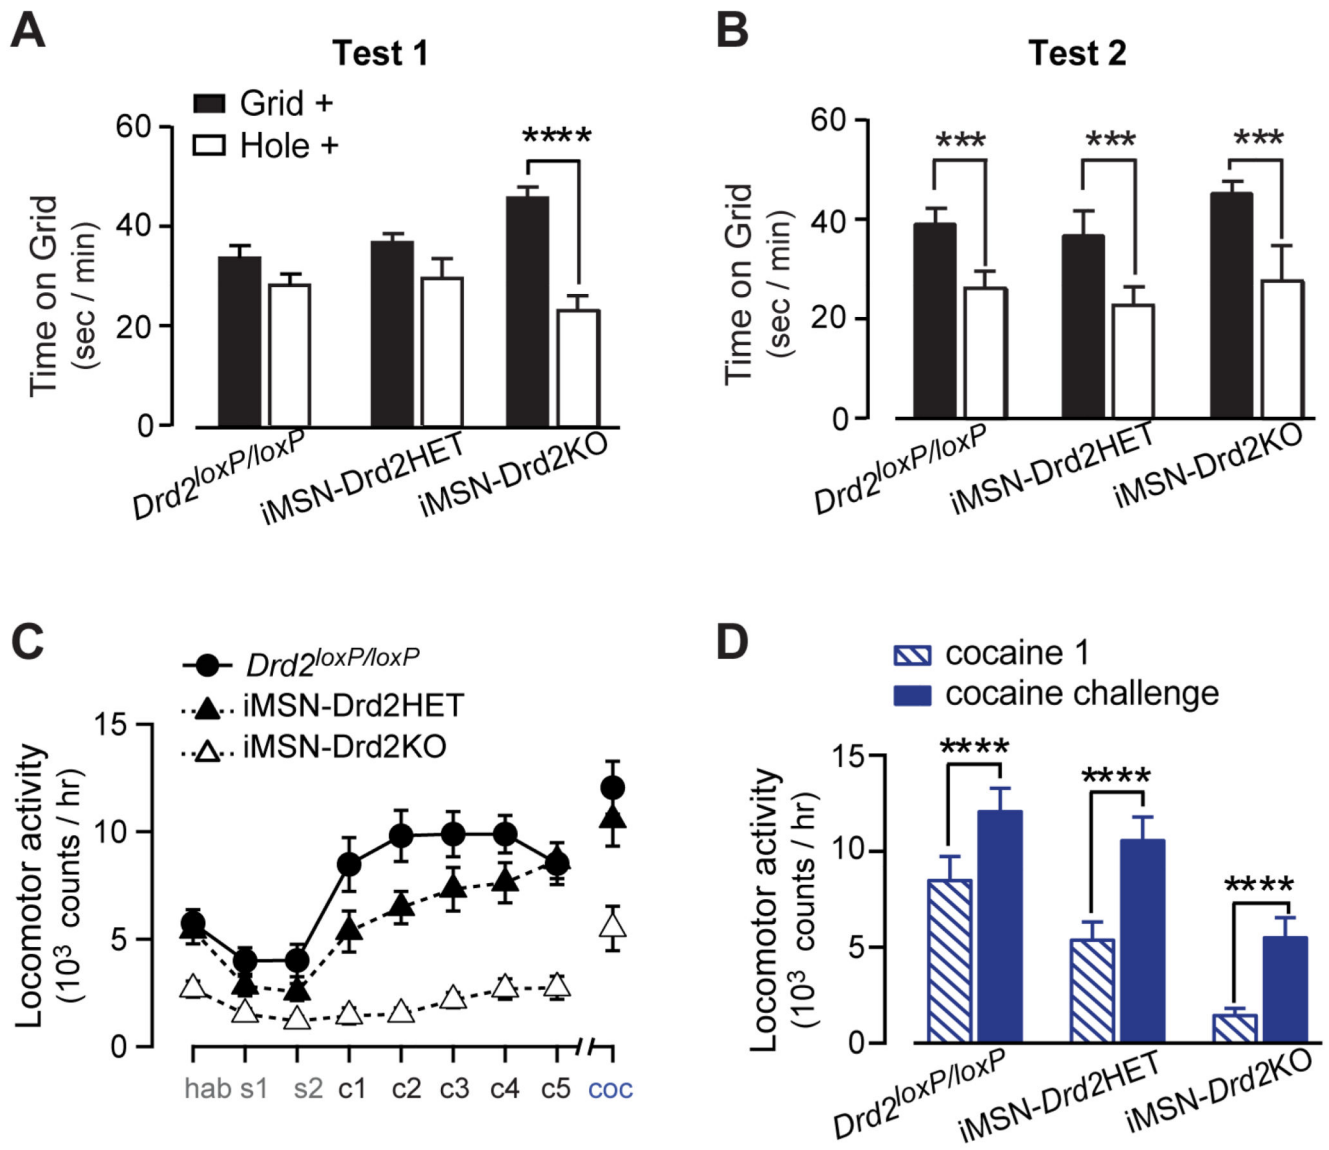 A
Test 1
Grid +
Hole +
60
40
20
0
Time on Grid
(sec / min)
****
Drd2loxP/loxP
iMSN-Drd2HET
iMSN-Drd2KO
B
Test 2
60
40
20
0
Time on Grid
(sec / min)
***
***
***
Drd2loxP/loxP
iMSN-Drd2HET
iMSN-Drd2KO
C
Drd2loxP/loxP
iMSN-Drd2HET
iMSN-Drd2KO
15
10
5
0
Locomotor activity
(10³ counts / hr)
hab s1 s2 c1 c2 c3 c4 c5 coc
D
cocaine 1
cocaine challenge
15
10
5
0
Locomotor activity
(10³ counts / hr)
****
****
****
Drd2loxP/loxP
iMSN-Drd2HET
iMSN-Drd2KO